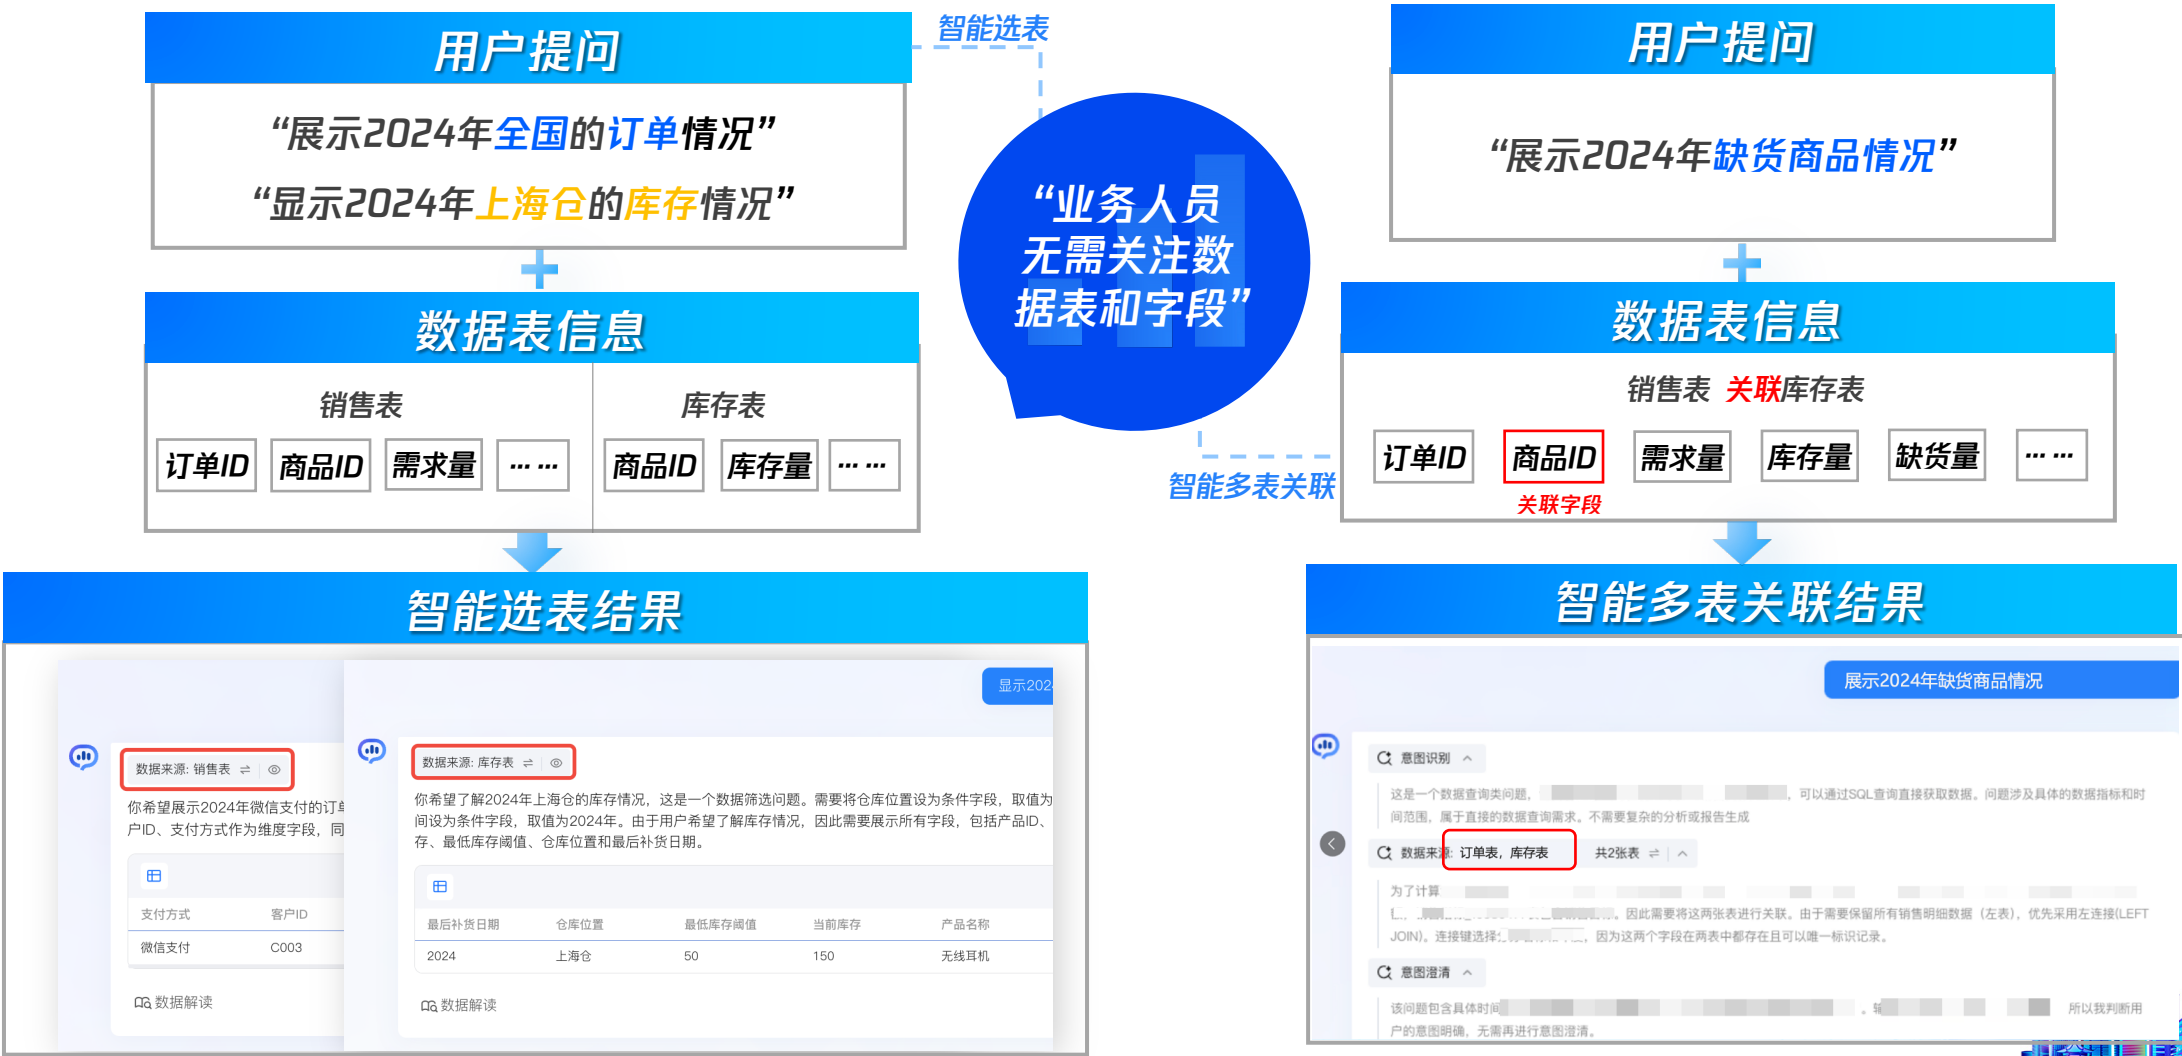 用户提问
“展示2024年全国的订单情况”
“显示2024年上海仓的库存情况”
数据表信息
销售表
订单ID
商品ID
需求量
... ...
库存表
商品ID
库存量
... ...
智能选表结果
数据来源: 销售表
你希望展示2024年微信支付的订单
户ID、支付方式作为维度字段，同
支付方式 客户ID
微信支付 C003
数据解读
显示202
数据来源: 库存表
你希望了解2024年上海仓的库存情况，这是一个数据筛选问题。需要将仓库位置设为条件字段，取值为
间设为条件字段，取值为2024年。由于用户希望了解库存情况，因此需要展示所有字段，包括产品ID、
存、最低库存阈值、仓库位置和最后补货日期。
最后补货日期 仓库位置 最低库存阈值 当前库存 产品名称
2024 上海仓 50 150 无线耳机
数据解读
智能选表
“业务人员
无需关注数
据表和字段”
智能多表关联
用户提问
“展示2024年缺货商品情况”
数据表信息
销售表 关联库存表
订单ID
商品ID
需求量
库存量
缺货量
... ...
关联字段
智能多表关联结果
展示2024年缺货商品情况
意图识别
这是一个数据查询类问题， ，可以通过SQL查询直接获取数据。问题涉及具体的数据指标和时
间范围，属于直接的数据查询需求。不需要复杂的分析或报告生成
数据来源: 订单表，库存表 共2张表
为了计算
。因此需要将这两张表进行关联。由于需要保留所有销售明细数据（左表），优先采用左连接(LEFT
JOIN)。连接键选择 ，因为这两个字段在两表中都存在且可以唯一标识记录。
意图澄清
该问题包含具体时间 。 所以我判断用
户的意图明确，无需再进行意图澄清。